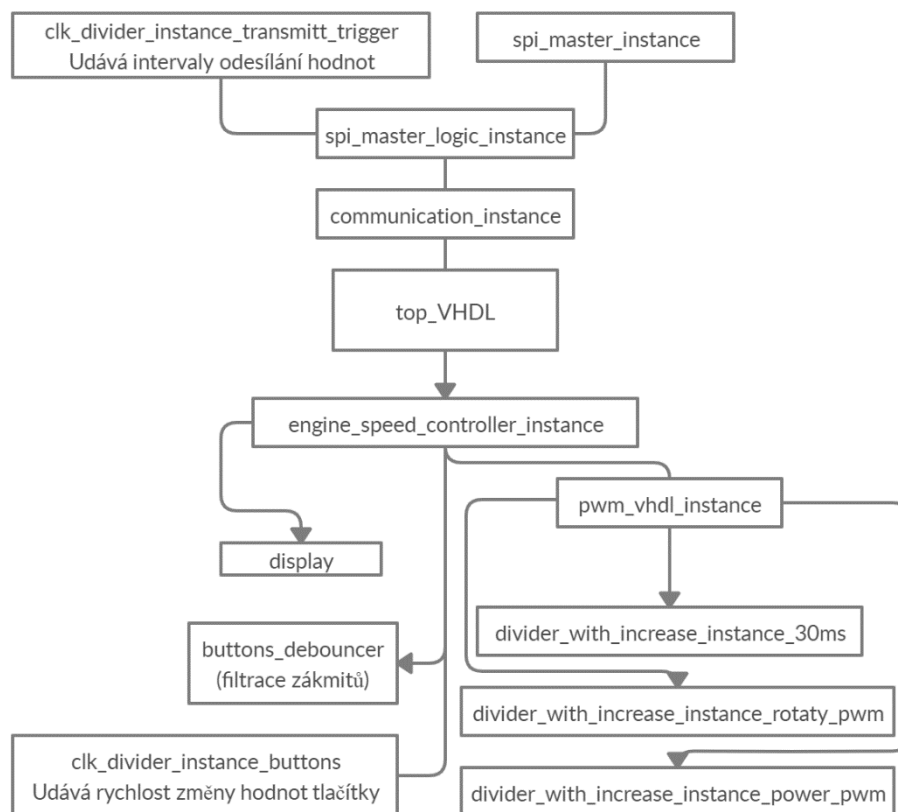 clk_divider_instance_transmitt_trigger
Udává intervaly odesílání hodnot
spi_master_instance
spi_master_logic_instance
communication_instance
top_VHDL
engine_speed_controller_instance
pwm_vhdl_instance
display
divider_with_increase_instance_30ms
buttons_debouncer
(filtrace zákmitů)
divider_with_increase_instance_rotaty_pwm
clk_divider_instance_buttons
Udává rychlost změny hodnot tlačítky
divider_with_increase_instance_power_pwm